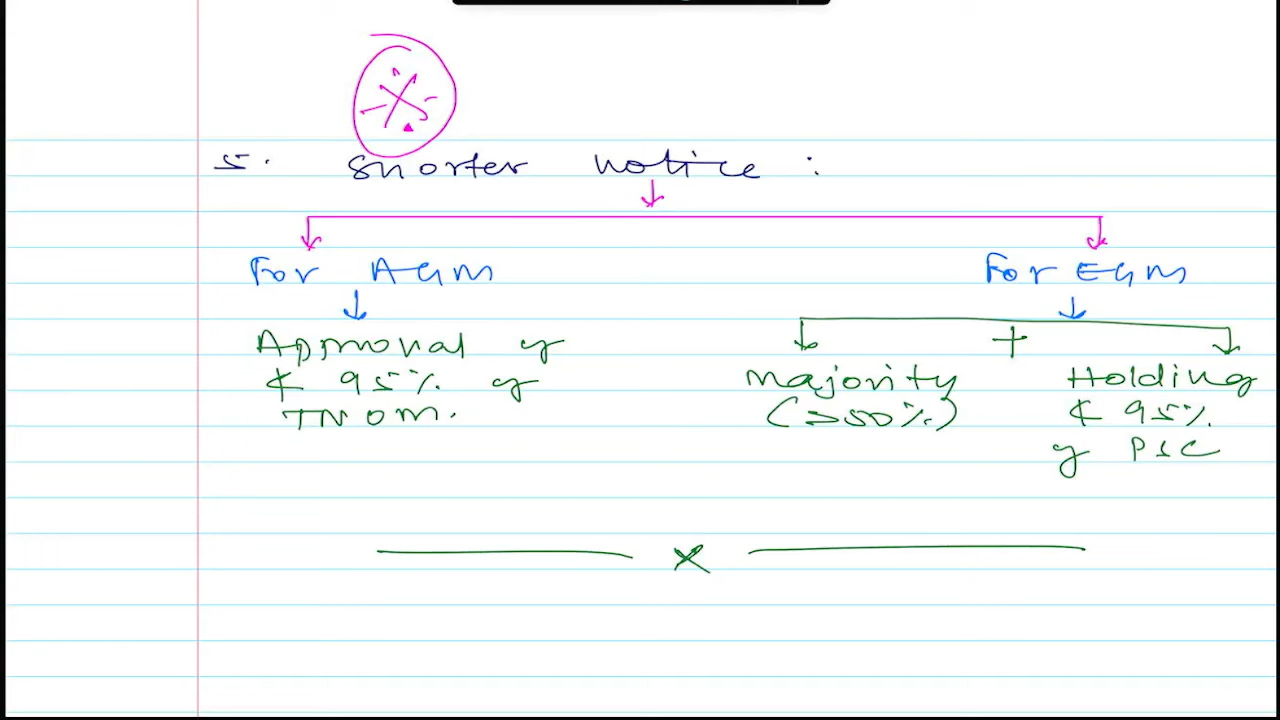 5. Shorter notice :
For AGM
For EGM
Approval of
≮ 95% of
TNOM.
+
majority
(>50%)
Holding
≮ 95%
of PSC